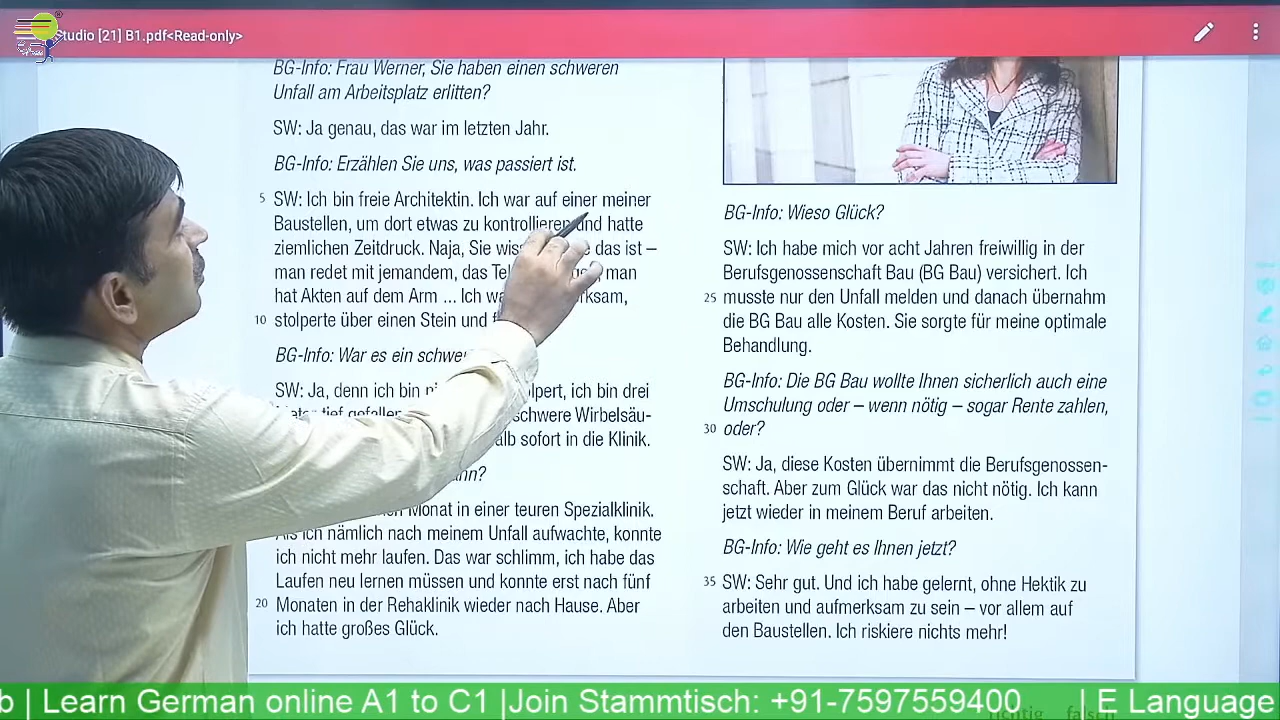 Studio [21] B1.pdf<Read-only>
BG-Info: Frau Werner, Sie haben einen schweren
Unfall am Arbeitsplatz erlitten?
SW: Ja genau, das war im letzten Jahr.
BG-Info: Erzählen Sie uns, was passiert ist.
5 SW: Ich bin freie Architektin. Ich war auf einer meiner
Baustellen, um dort etwas zu kontrollieren und hatte
ziemlichen Zeitdruck. Naja, Sie das ist –
man redet mit jemandem, das man
hat Akten auf dem Arm ... Ich
10 stolperte über einen Stein und
BG-Info: War es ein
SW: Ja, denn ich bin ich bin drei
tief gefallen schwere Wirbelsäu-
sofort in die Klinik.
Monat in einer teuren Spezialklinik.
Als ich nämlich nach meinem Unfall aufwachte, konnte
ich nicht mehr laufen. Das war schlimm, ich habe das
Laufen neu lernen müssen und konnte erst nach fünf
20 Monaten in der Rehaklinik wieder nach Hause. Aber
ich hatte großes Glück.
BG-Info: Wieso Glück?
SW: Ich habe mich vor acht Jahren freiwillig in der
Berufsgenossenschaft Bau (BG Bau) versichert. Ich
25 musste nur den Unfall melden und danach übernahm
die BG Bau alle Kosten. Sie sorgte für meine optimale
Behandlung.
BG-Info: Die BG Bau wollte Ihnen sicherlich auch eine
Umschulung oder – wenn nötig – sogar Rente zahlen,
30 oder?
SW: Ja, diese Kosten übernimmt die Berufsgenossen-
schaft. Aber zum Glück war das nicht nötig. Ich kann
jetzt wieder in meinem Beruf arbeiten.
BG-Info: Wie geht es Ihnen jetzt?
35 SW: Sehr gut. Und ich habe gelernt, ohne Hektik zu
arbeiten und aufmerksam zu sein – vor allem auf
den Baustellen. Ich riskiere nichts mehr!
richtig falsch
b | Learn German online A1 to C1 |Join Stammtisch: +91-7597559400 | E Language